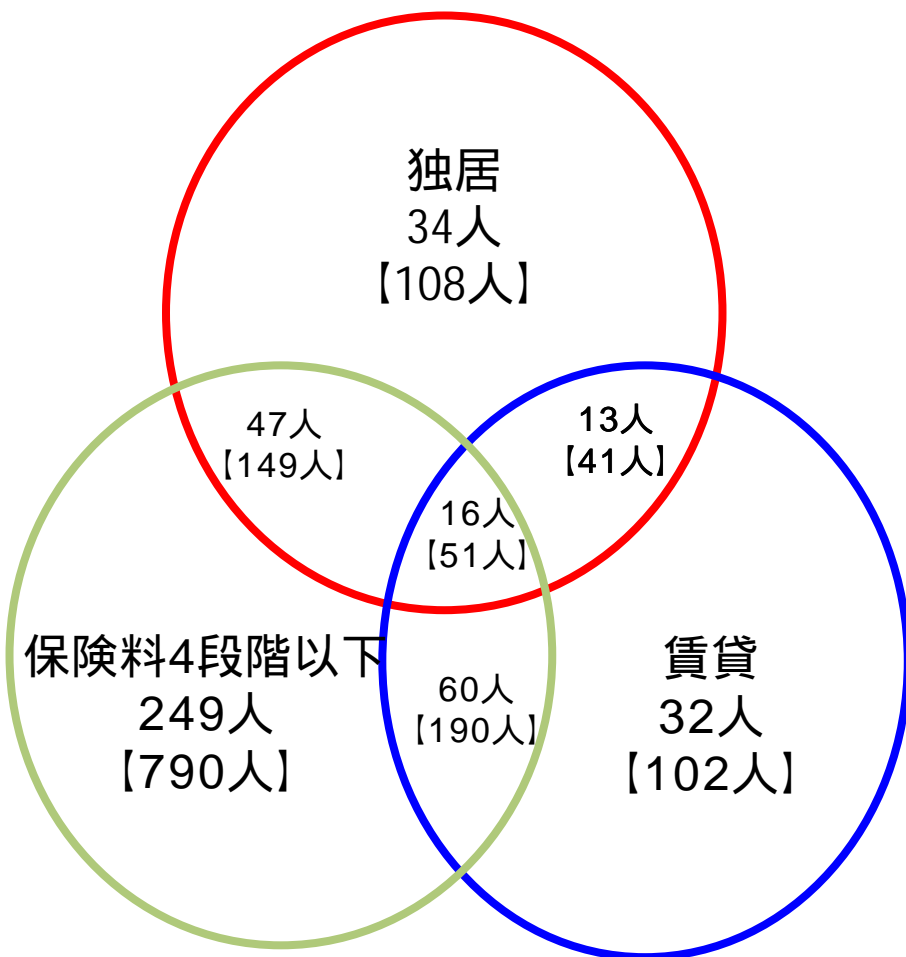 独居
34人
【108人】
47人
【149人】
13人
【41人】
16人
【51人】
保険料4段階以下
249人
【790人】
60人
【190人】
賃貸
32人
【102人】